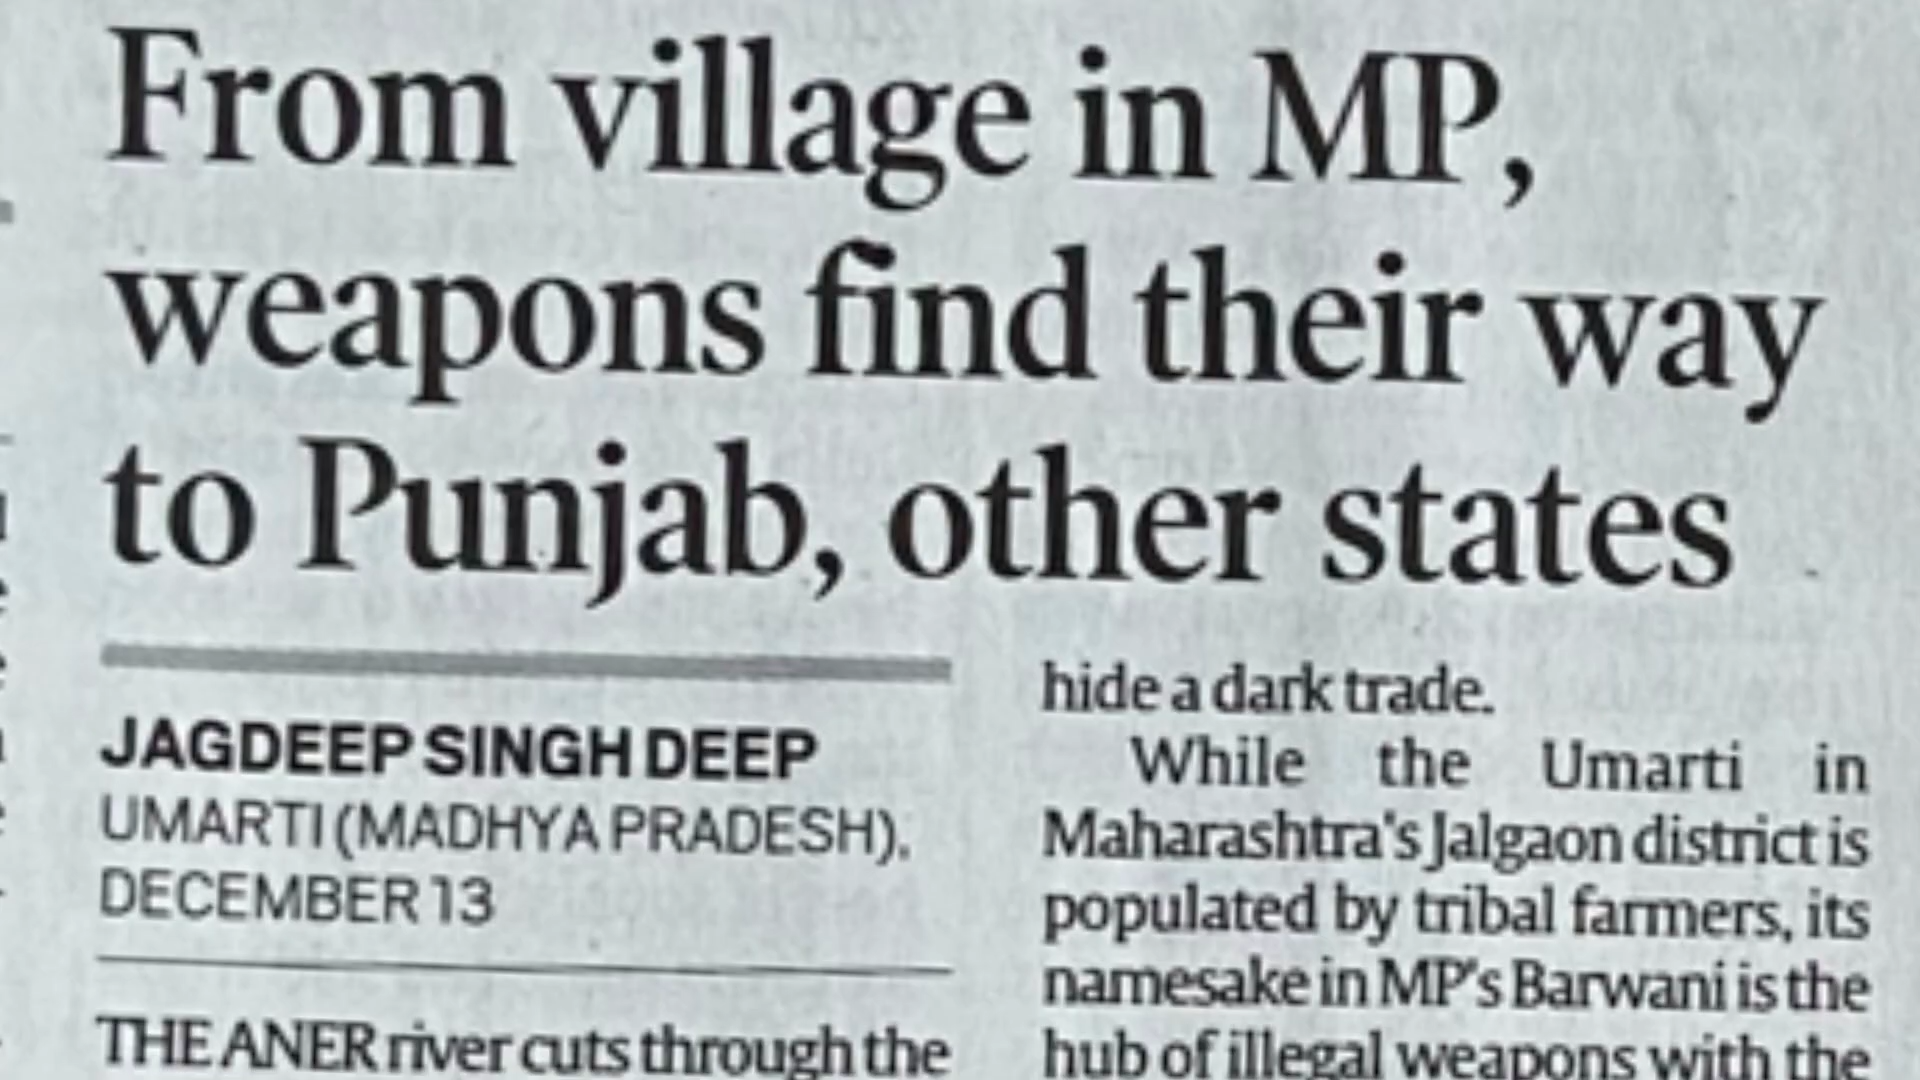 From village in MP,
weapons find their way
to Punjab, other states
JAGDEEP SINGH DEEP
UMARTI (MADHYA PRADESH),
DECEMBER 13
THE ANER river cuts through the
hide a dark trade.
While the Umarti in
Maharashtra's Jalgaon district is
populated by tribal farmers, its
namesake in MP's Barwani is the
hub of illegal weapons with the